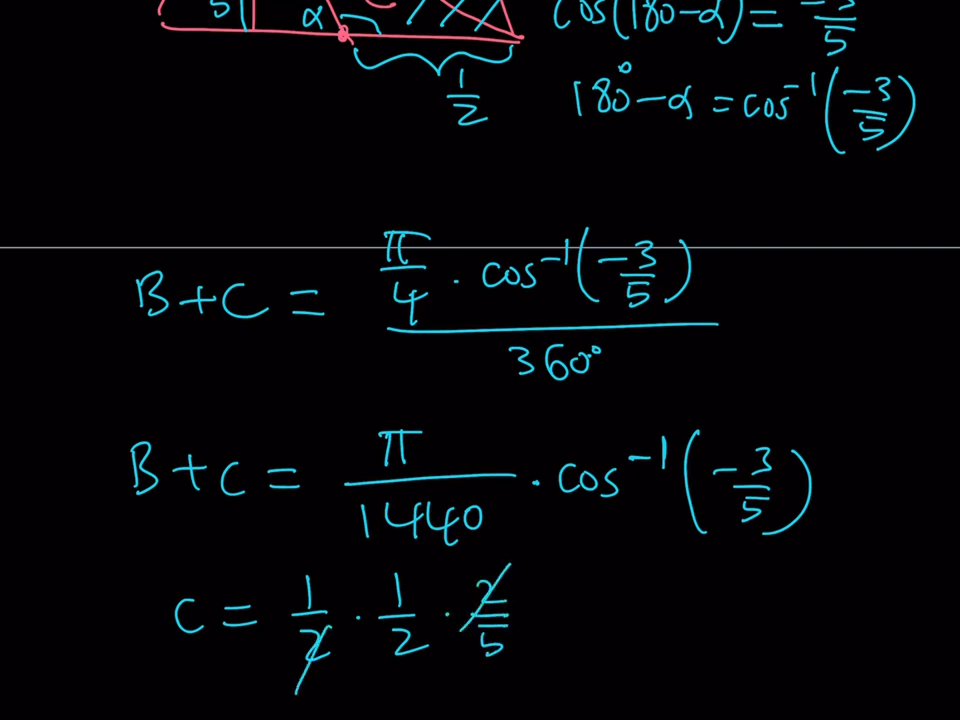 5 α cos(180-α) = -3/5
1/2 180°-α = cos⁻¹(-3/5)
B+C = (π/4 · cos⁻¹(-3/5))/360°
B+C = π/1440 · cos⁻¹(-3/5)
C = 1/2 · 1/2 · 2/5